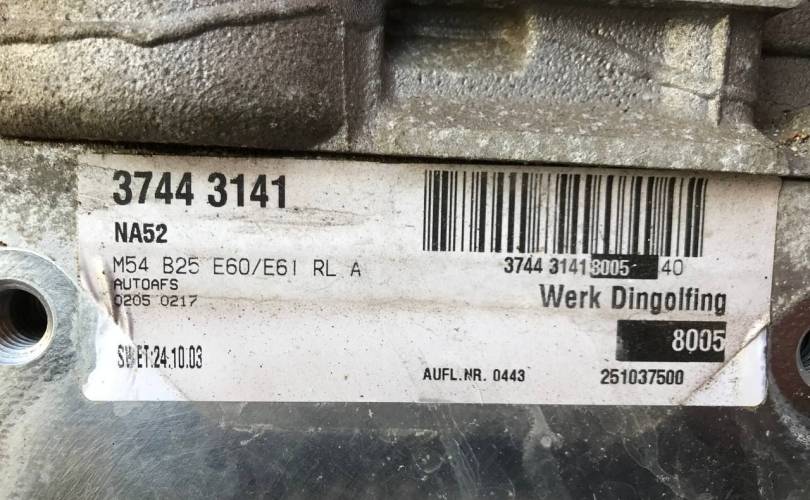 3744 3141
NA52
M54 B25 E60/E61 RL A
AUTOAFS
0205 0217
SW ET:24.10.03
3744 3141 8005 40
Werk Dingolfing
8005
AUFL.NR. 0443
251037500